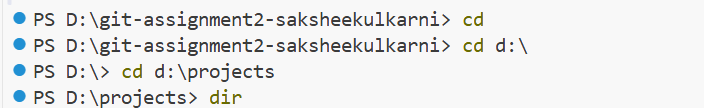 PS D:\git-assignment2-saksheekulkarni> cd
PS D:\git-assignment2-saksheekulkarni> cd d:\
PS D:\> cd d:\projects
PS D:\projects> dir